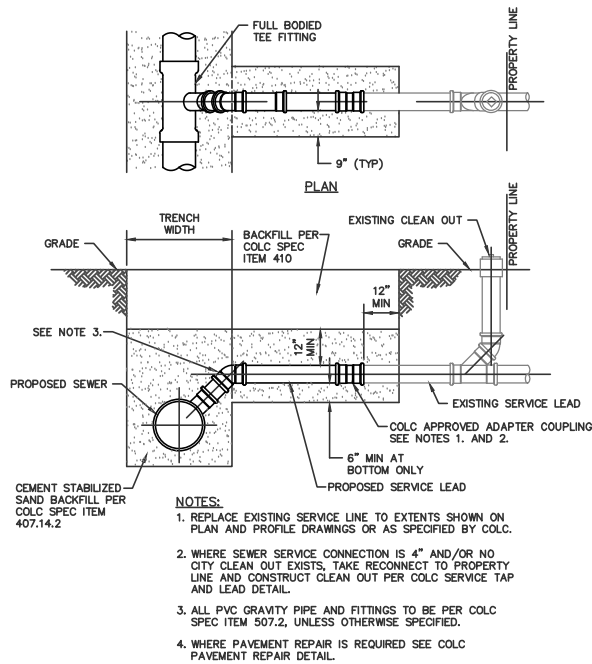 FULL BODIED
TEE FITTING
PROPERTY LINE
9" (TYP)
PLAN
TRENCH
WIDTH
BACKFILL PER
COLC SPEC
ITEM 410
EXISTING CLEAN OUT
PROPERTY LINE
GRADE
GRADE
12"
MIN
SEE NOTE 3.
12"
MIN
PROPOSED SEWER
EXISTING SERVICE LEAD
COLC APPROVED ADAPTER COUPLING
SEE NOTES 1. AND 2.
6" MIN AT
BOTTOM ONLY
PROPOSED SERVICE LEAD
CEMENT STABILIZED
SAND BACKFILL PER
COLC SPEC ITEM
407.14.2
NOTES:
1. REPLACE EXISTING SERVICE LINE TO EXTENTS SHOWN ON
PLAN AND PROFILE DRAWINGS OR AS SPECIFIED BY COLC.
2. WHERE SEWER SERVICE CONNECTION IS 4" AND/OR NO
CITY CLEAN OUT EXISTS, TAKE RECONNECT TO PROPERTY
LINE AND CONSTRUCT CLEAN OUT PER COLC SERVICE TAP
AND LEAD DETAIL.
3. ALL PVC GRAVITY PIPE AND FITTINGS TO BE PER COLC
SPEC ITEM 507.2, UNLESS OTHERWISE SPECIFIED.
4. WHERE PAVEMENT REPAIR IS REQUIRED SEE COLC
PAVEMENT REPAIR DETAIL.